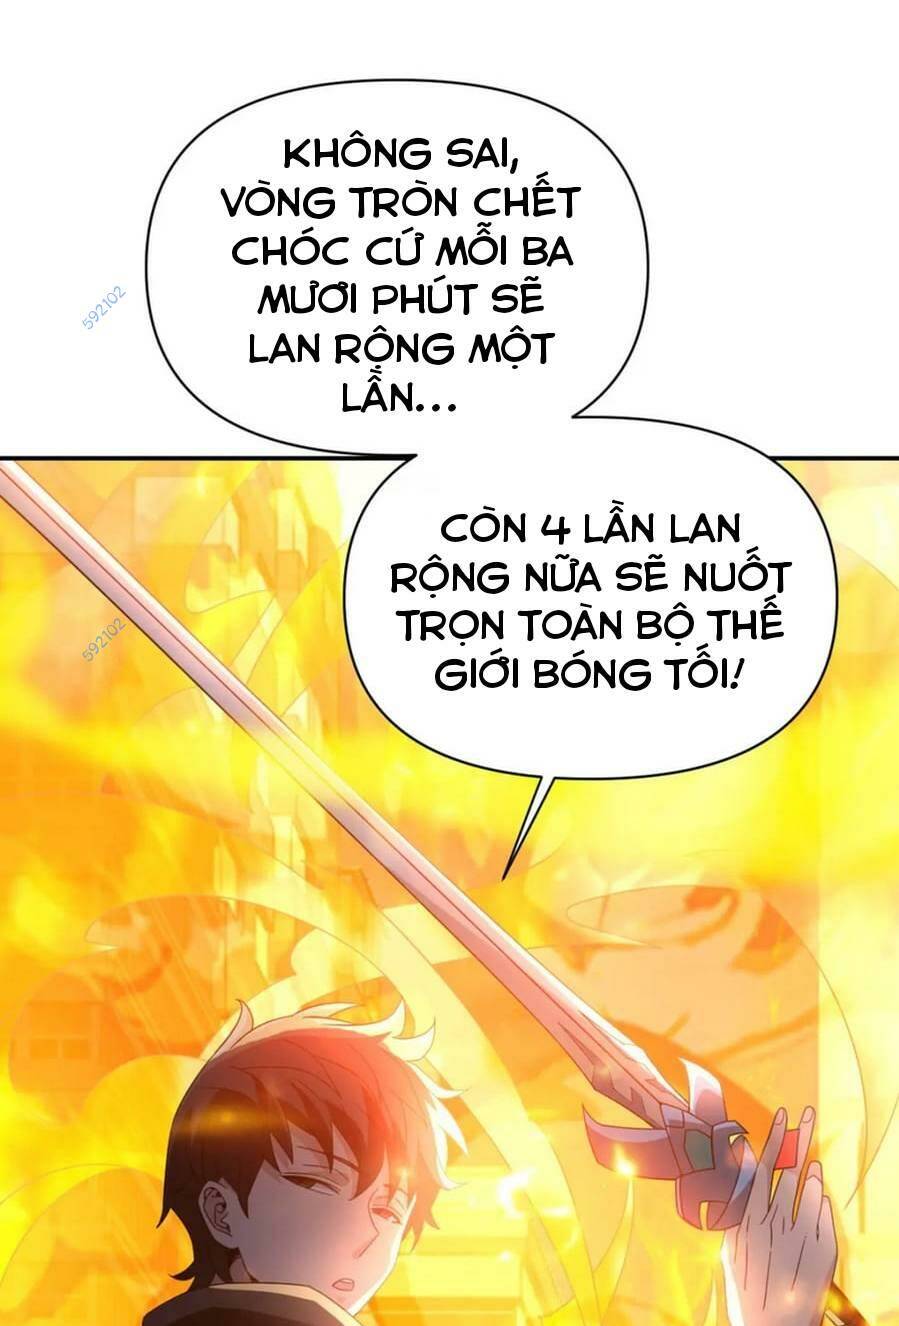 KHÔNG SAI,
VÒNG TRÒN CHẾT
CHÓC CỨ MỖI BA
MƯƠI PHÚT SẼ
LAN RỘNG MỘT
LẦN...
592102
CÒN 4 LẦN LAN
RỘNG NỮA SẼ NUỐT
TRỌN TOÀN BỘ THẾ
GIỚI BÓNG TỐI!
592102